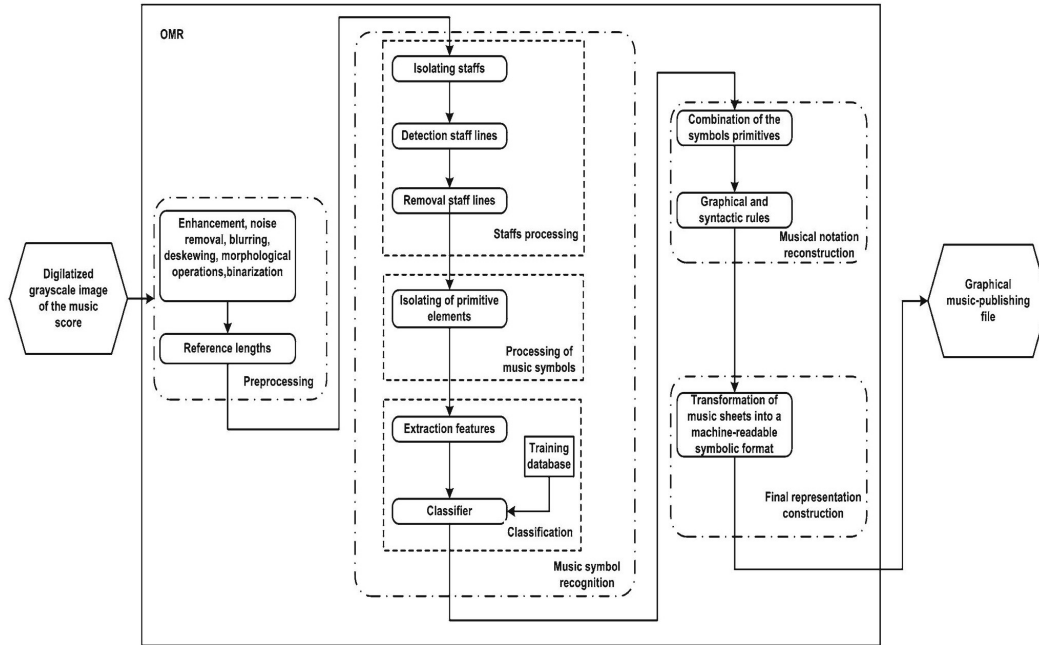 OMR
Digilatized
grayscale image
of the music
score
Enhancement, noise
removal, blurring,
deskewing, morphological
operations,binarization
Reference lengths
Preprocessing
Isolating staffs
Detection staff lines
Removal staff lines
Staffs processing
Isolating of primitive
elements
Processing of
music symbols
Extraction features
Training
database
Classifier
Classification
Music symbol
recognition
Combination of the
symbols primitives
Graphical and
syntactic rules
Musical notation
reconstruction
Transformation of
music sheets into a
machine-readable
symbolic format
Final representation
construction
Graphical
music-publishing
file